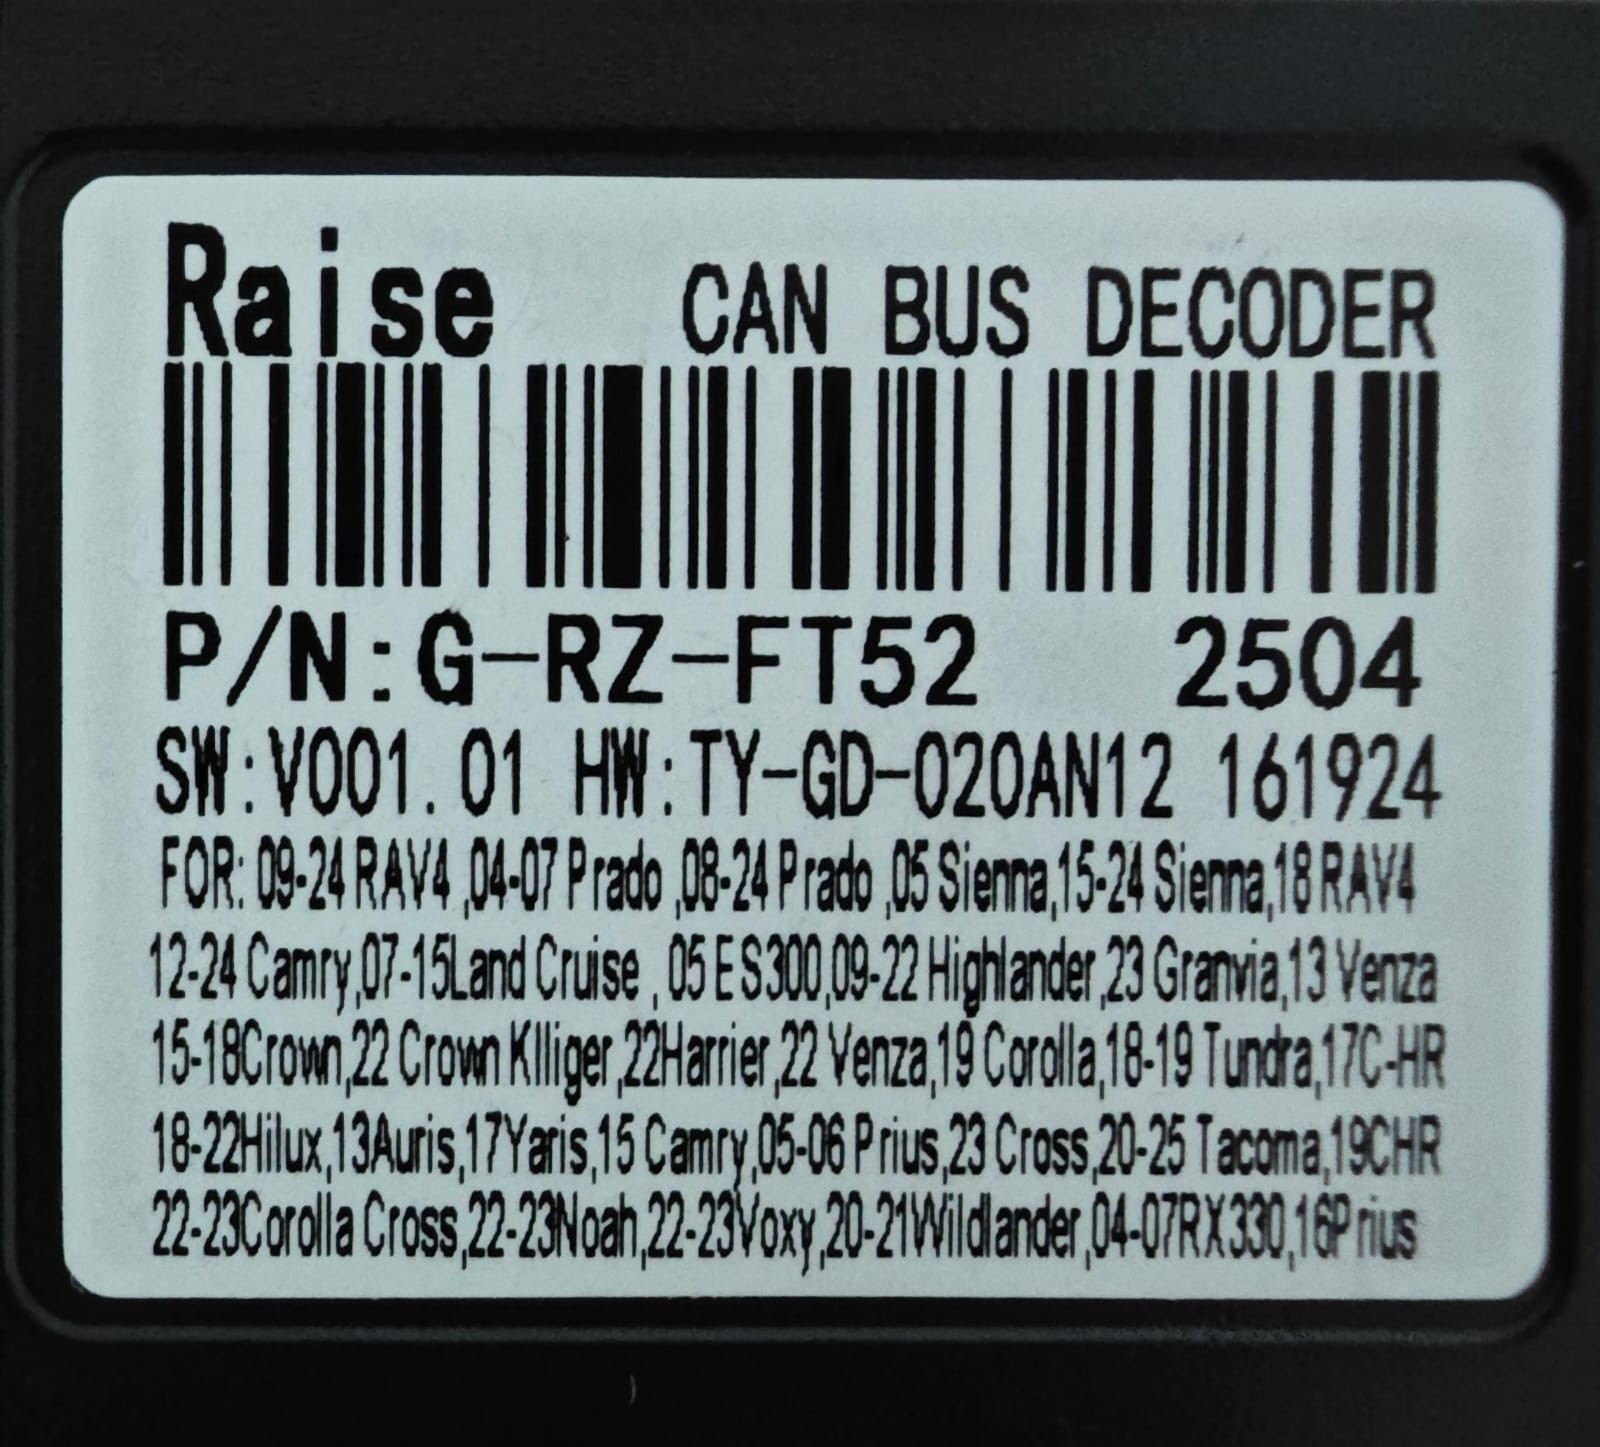 Raise CAN BUS DECODER
P/N:G-RZ-FT52 2504
SW:V001.01 HW:TY-GD-020AN12 161924
FOR: 09-24 RAV4 ,04-07 Prado ,08-24 Prado ,05 Sienna,15-24 Sienna,18 RAV4
12-24 Camry,07-15Land Cruise , 05 ES300,09-22 Highlander,23 Granvia,13 Venza
15-18Crown,22 Crown Klliger,22Harrier,22 Venza,19 Corolla,18-19 Tundra,17C-HR
18-22Hilux,13Auris,17Yaris,15 Camry,05-06 Prius,23 Cross,20-25 Tacoma,19CHR
22-23Corolla Cross,22-23Noah,22-23Voxy,20-21Wildlander,04-07RX330,16Prius